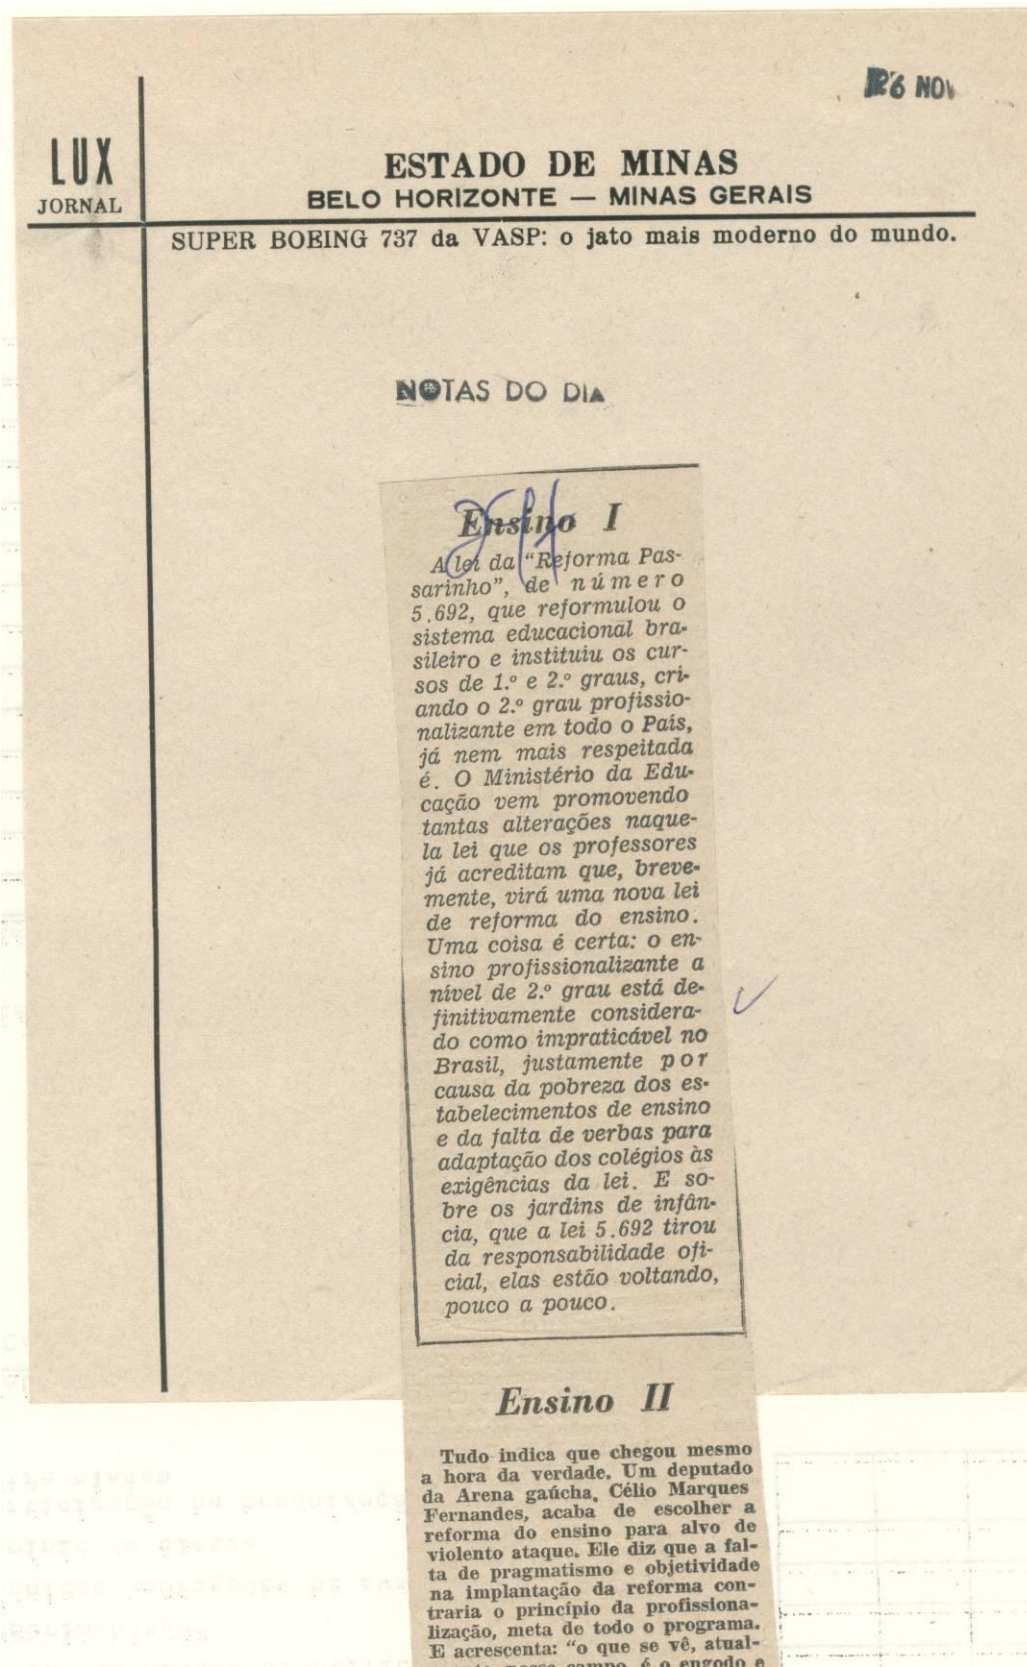 26 NOV
LUX
JORNAL
ESTADO DE MINAS
BELO HORIZONTE — MINAS GERAIS
SUPER BOEING 737 da VASP: o jato mais moderno do mundo.
NOTAS DO DIA
Ensino I
A lei da "Reforma Pas-
sarinho", de número
5.692, que reformulou o
sistema educacional bra-
sileiro e instituiu os cur-
sos de 1.º e 2.º graus, cri-
ando o 2.º grau profissio-
nalizante em todo o País,
já nem mais respeitada
é. O Ministério da Edu-
cação vem promovendo
tantas alterações naque-
la lei que os professores
já acreditam que, breve-
mente, virá uma nova lei
de reforma do ensino.
Uma coisa é certa: o en-
sino profissionalizante a
nível de 2.º grau está de-
finitivamente considera-
do como impraticável no
Brasil, justamente por
causa da pobreza dos es-
tabelecimentos de ensino
e da falta de verbas para
adaptação dos colégios às
exigências da lei. E so-
bre os jardins de infân-
cia, que a lei 5.692 tirou
da responsabilidade ofi-
cial, elas estão voltando,
pouco a pouco.
Ensino II
Tudo indica que chegou mesmo
a hora da verdade. Um deputado
da Arena gaúcha, Célio Marques
Fernandes, acaba de escolher a
reforma do ensino para alvo de
violento ataque. Ele diz que a fal-
ta de pragmatismo e objetividade
na implantação da reforma con-
traria o princípio da profissiona-
lização, meta de todo o programa.
E acrescenta: "o que se vê, atual-
nosso campo, é o engodo e